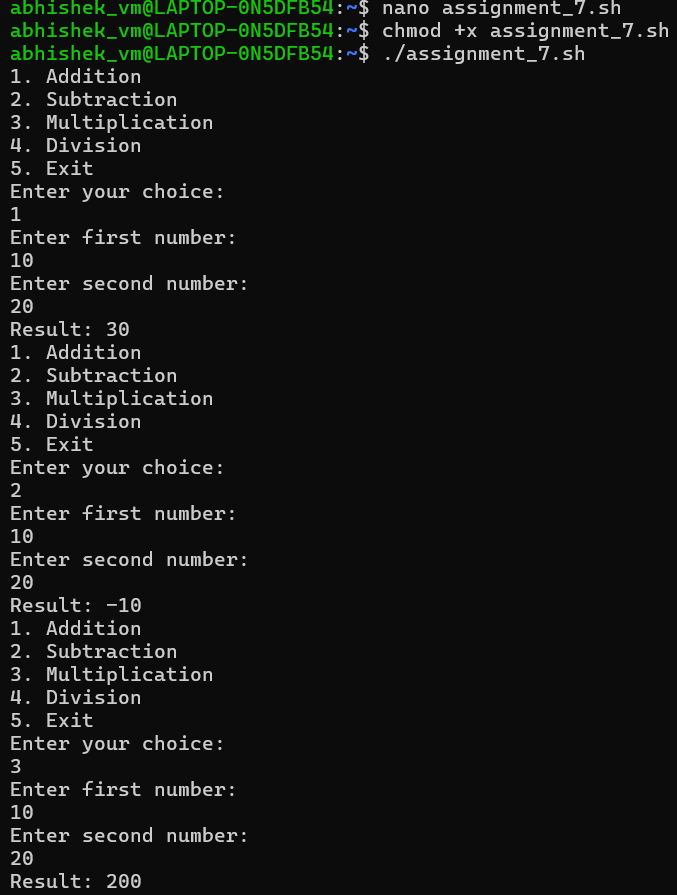 abhishek_vm@LAPTOP-0N5DFB54:~$ nano assignment_7.sh
abhishek_vm@LAPTOP-0N5DFB54:~$ chmod +x assignment_7.sh
abhishek_vm@LAPTOP-0N5DFB54:~$ ./assignment_7.sh
1. Addition
2. Subtraction
3. Multiplication
4. Division
5. Exit
Enter your choice:
1
Enter first number:
10
Enter second number:
20
Result: 30
1. Addition
2. Subtraction
3. Multiplication
4. Division
5. Exit
Enter your choice:
2
Enter first number:
10
Enter second number:
20
Result: -10
1. Addition
2. Subtraction
3. Multiplication
4. Division
5. Exit
Enter your choice:
3
Enter first number:
10
Enter second number:
20
Result: 200